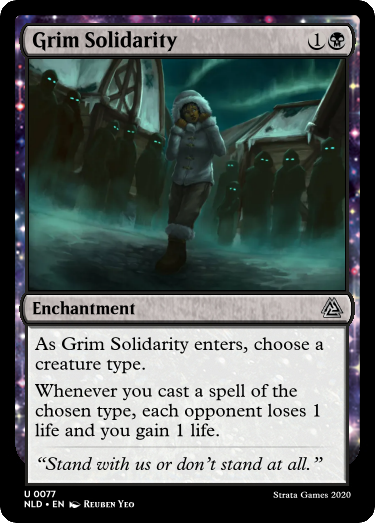 Grim Solidarity 1
Enchantment
As Grim Solidarity enters, choose a
creature type.
Whenever you cast a spell of the
chosen type, each opponent loses 1
life and you gain 1 life.
“Stand with us or don’t stand at all.”
U 0077
NLD • EN Reuben Yeo
Strata Games 2020